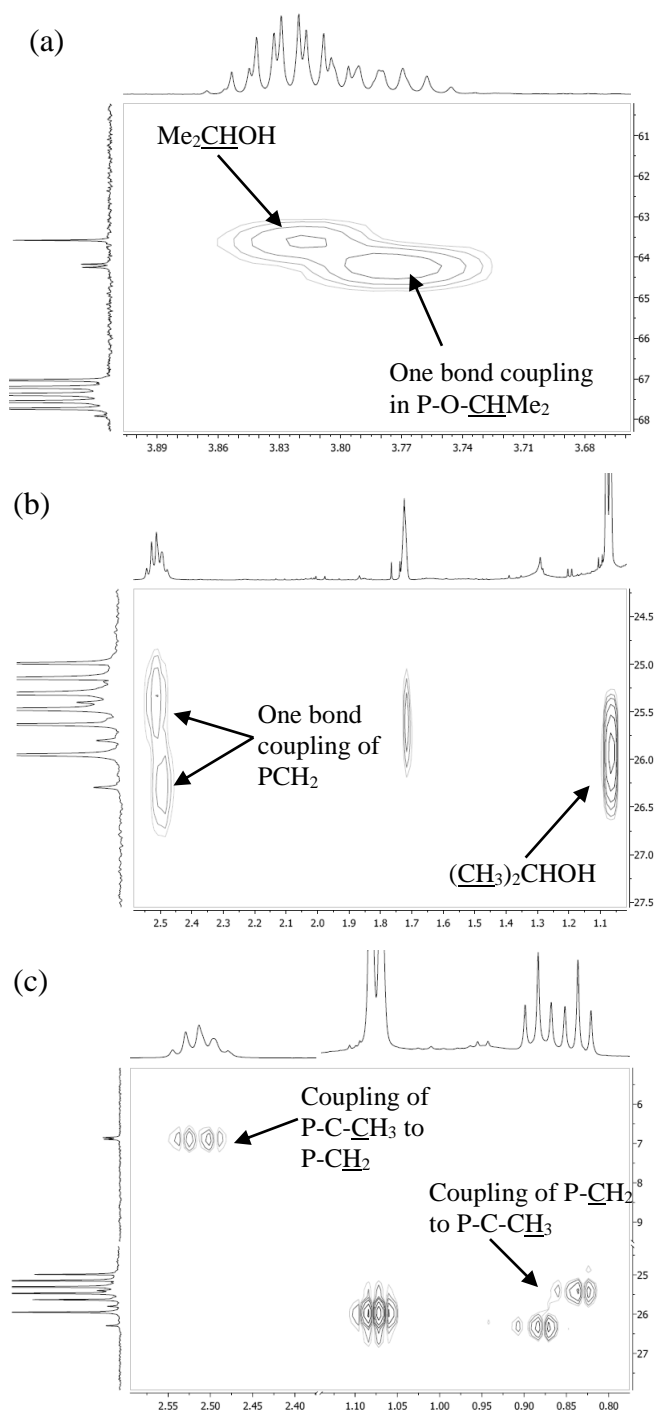 (a)
Me₂CHOH
One bond coupling
in P-O-CHMe₂
61
62
63
64
65
66
67
68
3.89 3.86 3.83 3.80 3.77 3.74 3.71 3.68
(b)
One bond
coupling of
PCH₂
(CH₃)₂CHOH
24.5
25.0
25.5
26.0
26.5
27.0
27.5
2.5 2.4 2.3 2.2 2.1 2.0 1.9 1.8 1.7 1.6 1.5 1.4 1.3 1.2 1.1
(c)
Coupling of
P-C-CH₃ to
P-CH₂
Coupling of P-CH₂
to P-C-CH₃
6
7
8
9
25
26
27
2.55 2.50 2.45 2.40 1.10 1.05 1.00 0.95 0.90 0.85 0.80